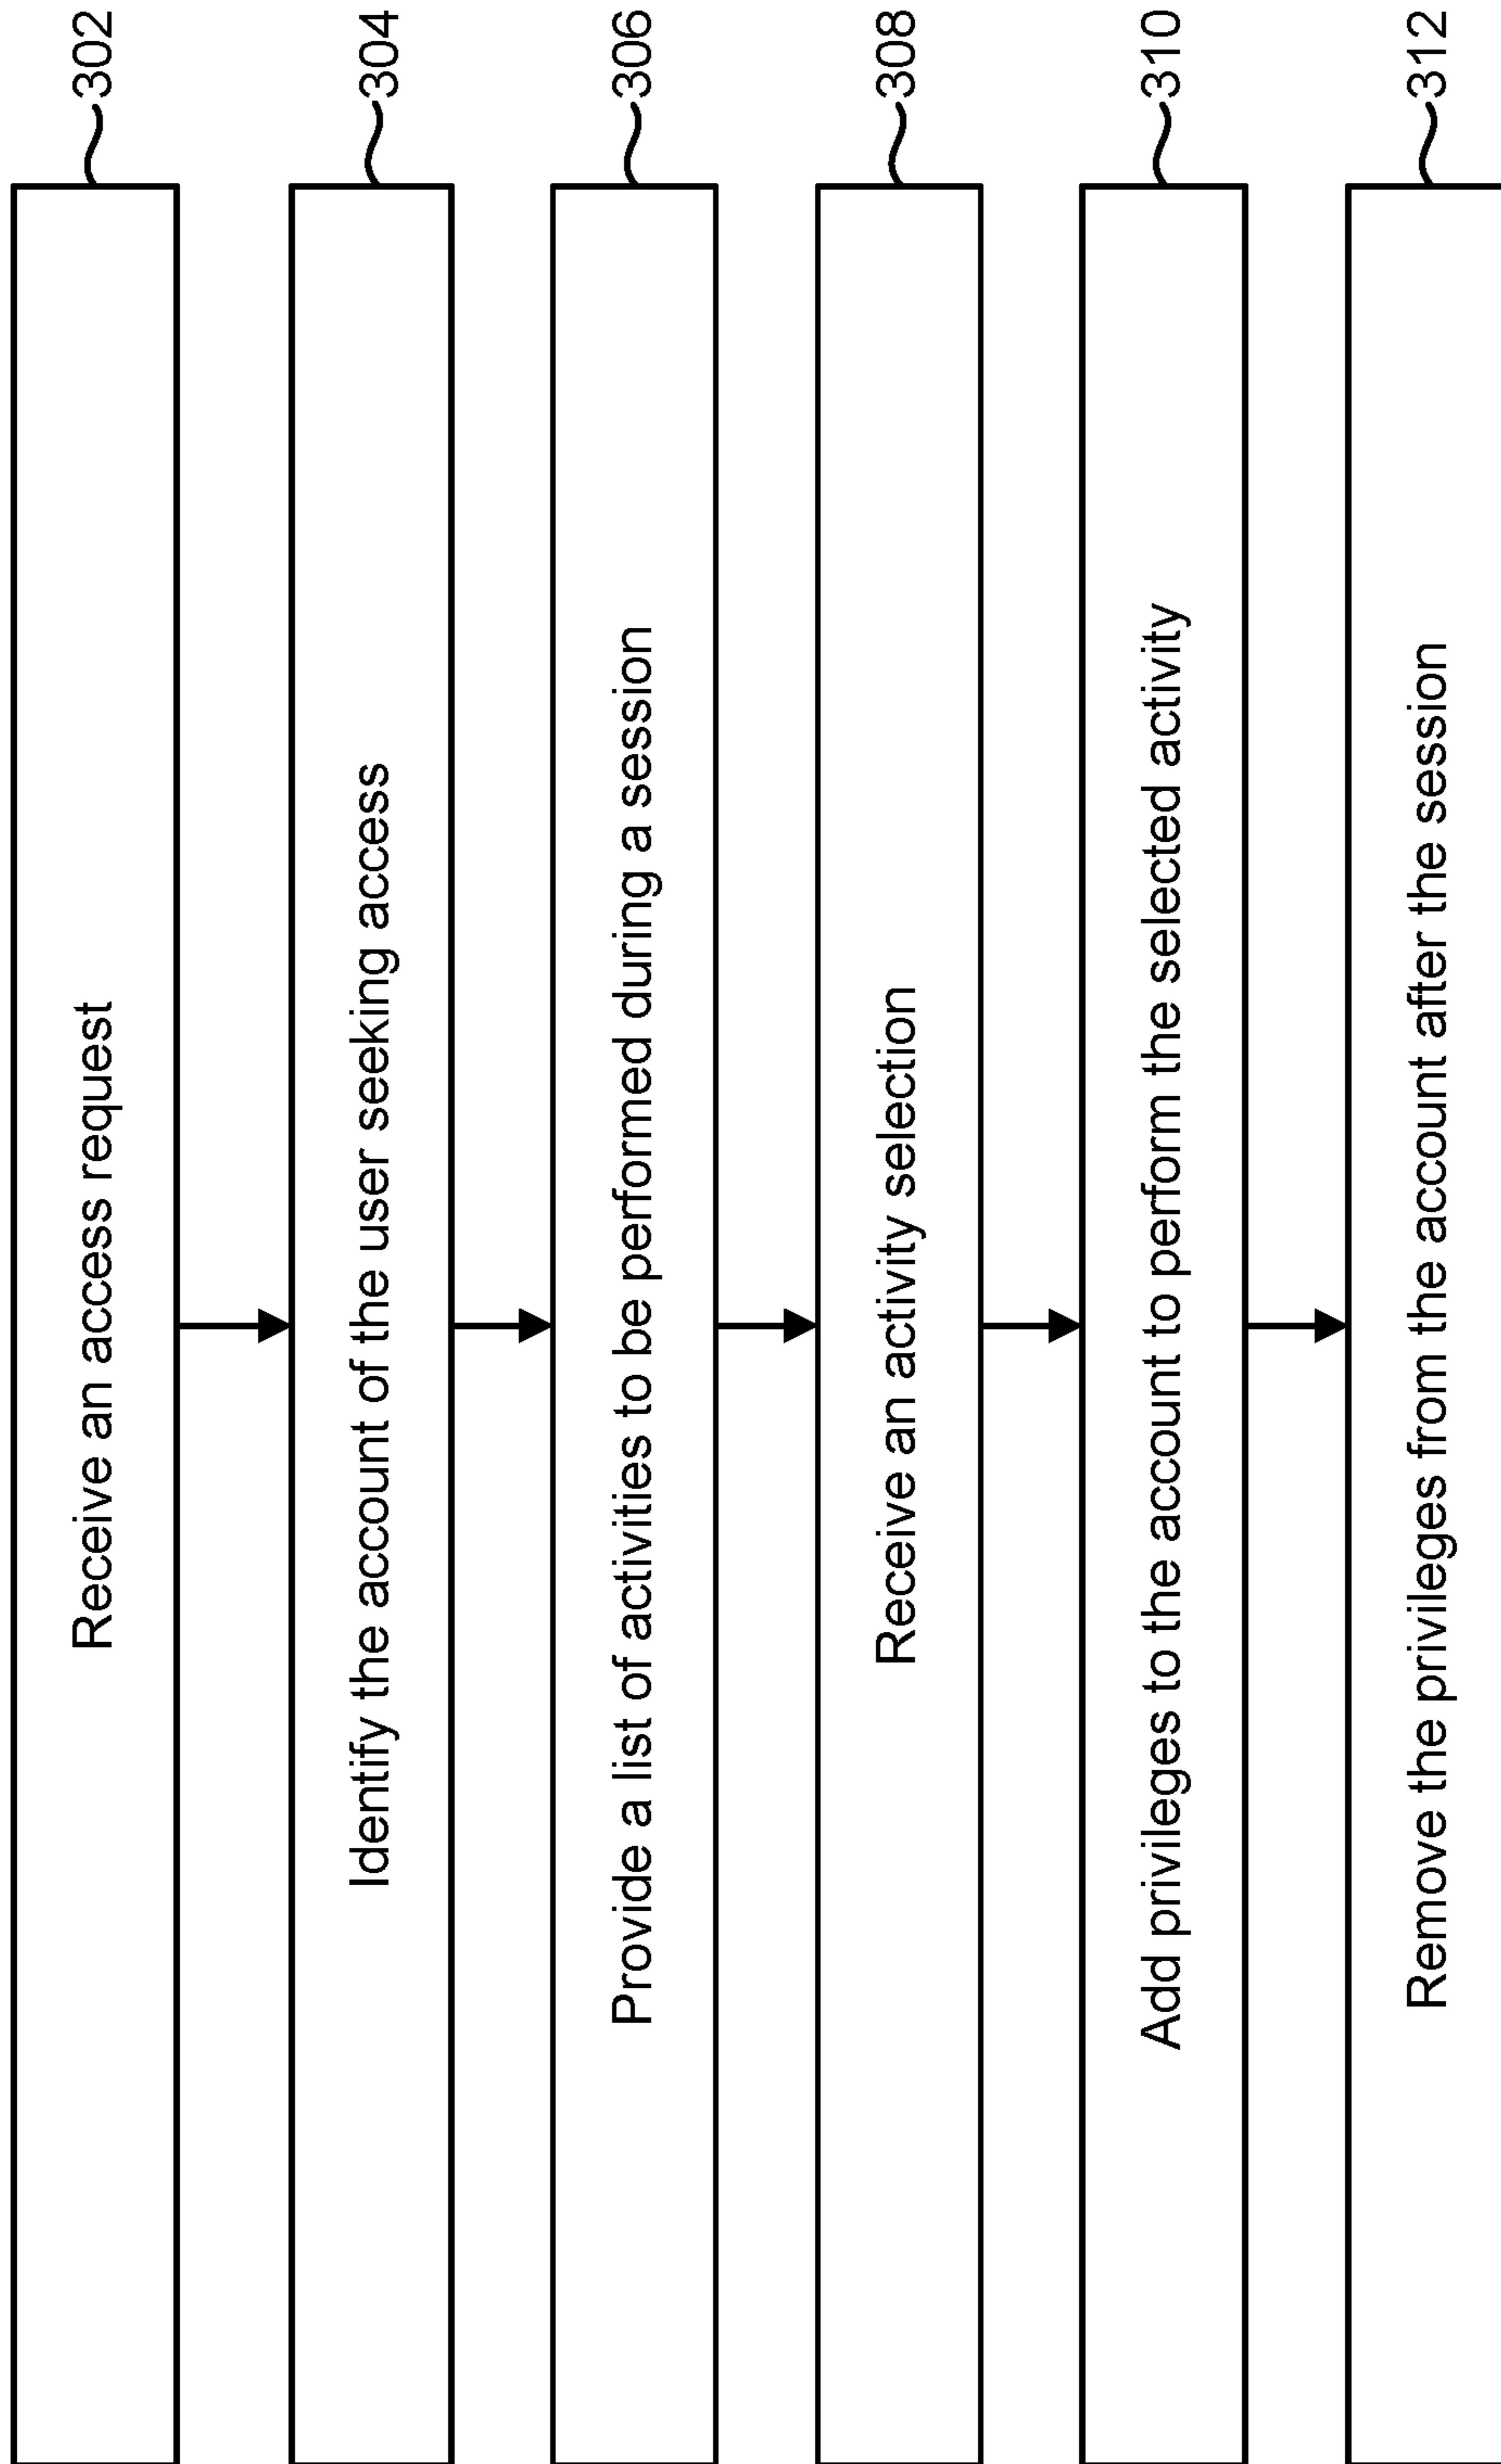 Receive an access request
302
Identify the account of the user seeking access
304
Provide a list of activities to be performed during a session
306
Receive an activity selection
308
Add privileges to the account to perform the selected activity
310
Remove the privileges from the account after the session
312